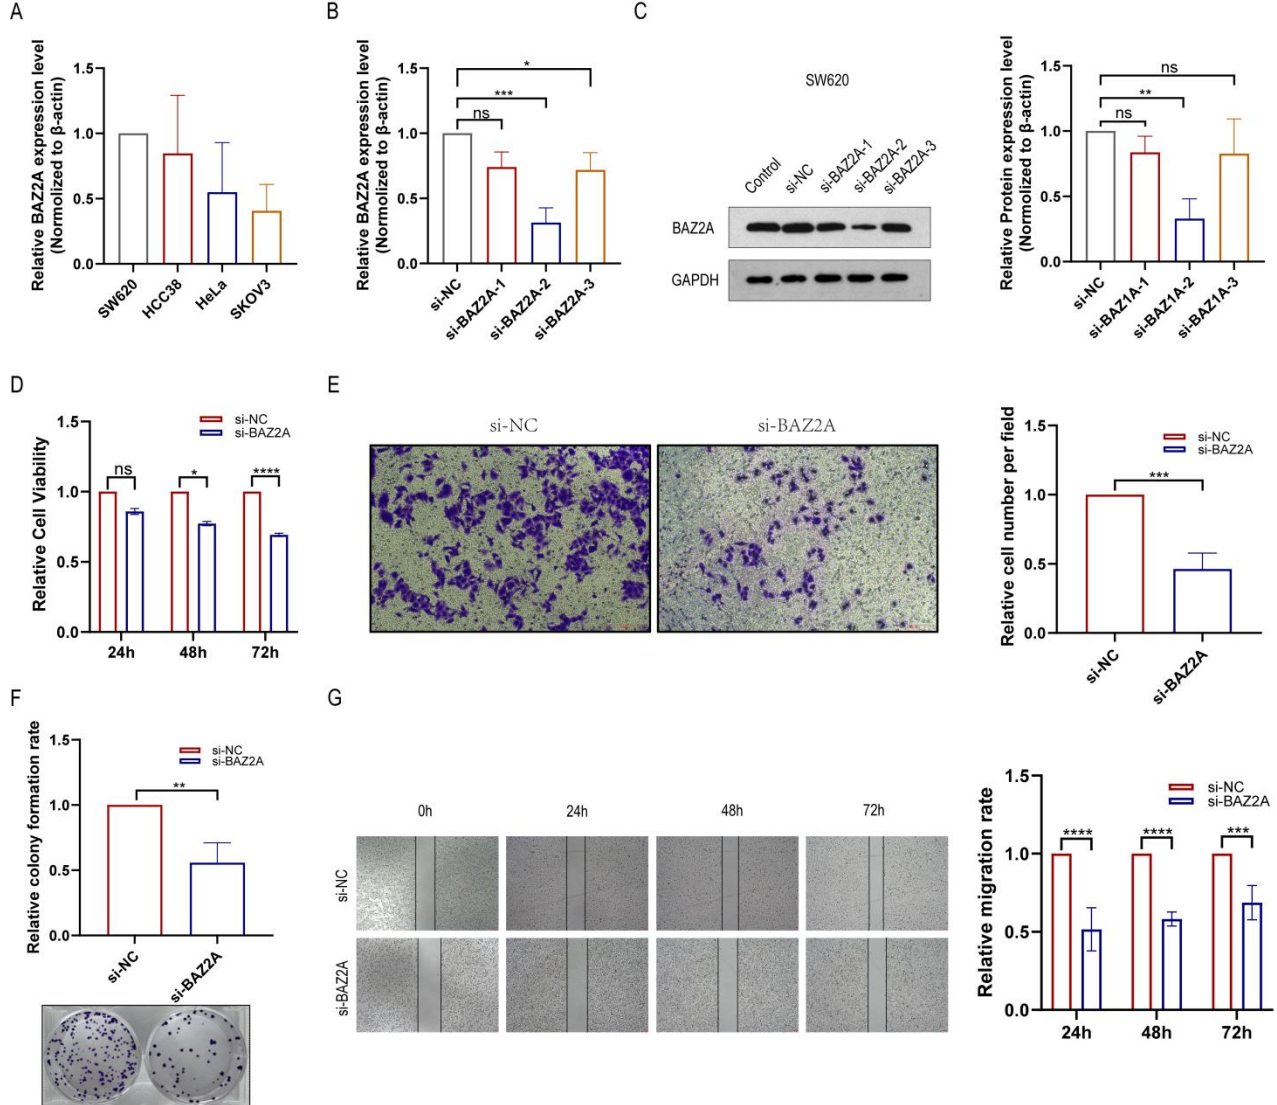 A
Relative BAZ2A expression level
(Normolized to β-actin)
1.5
1.0
0.5
0.0
SW620
HCC38
HeLa
SKOV3
B
Relative BAZ2A expression level
(Normolized to β-actin)
1.5
1.0
0.5
0.0
*
***
ns
si-NC
si-BAZ2A-1
si-BAZ2A-2
si-BAZ2A-3
C
SW620
Control
si-NC
si-BAZ2A-1
si-BAZ2A-2
si-BAZ2A-3
BAZ2A
GAPDH
Relative Protein expression level
(Normolized to β-actin)
1.5
1.0
0.5
0.0
ns
**
ns
si-NC
si-BAZ1A-1
si-BAZ1A-2
si-BAZ1A-3
D
Relative Cell Viability
1.5
1.0
0.5
0.0
si-NC
si-BAZ2A
ns
*
****
24h
48h
72h
E
si-NC
si-BAZ2A
Relative cell number per field
1.5
1.0
0.5
0.0
si-NC
si-BAZ2A
***
si-NC
si-BAZ2A
F
Relative colony formation rate
1.5
1.0
0.5
0.0
si-NC
si-BAZ2A
**
si-NC
si-BAZ2A
G
0h
24h
48h
72h
si-NC
si-BAZ2A
Relative migration rate
1.5
1.0
0.5
0.0
si-NC
si-BAZ2A
****
****
***
24h
48h
72h